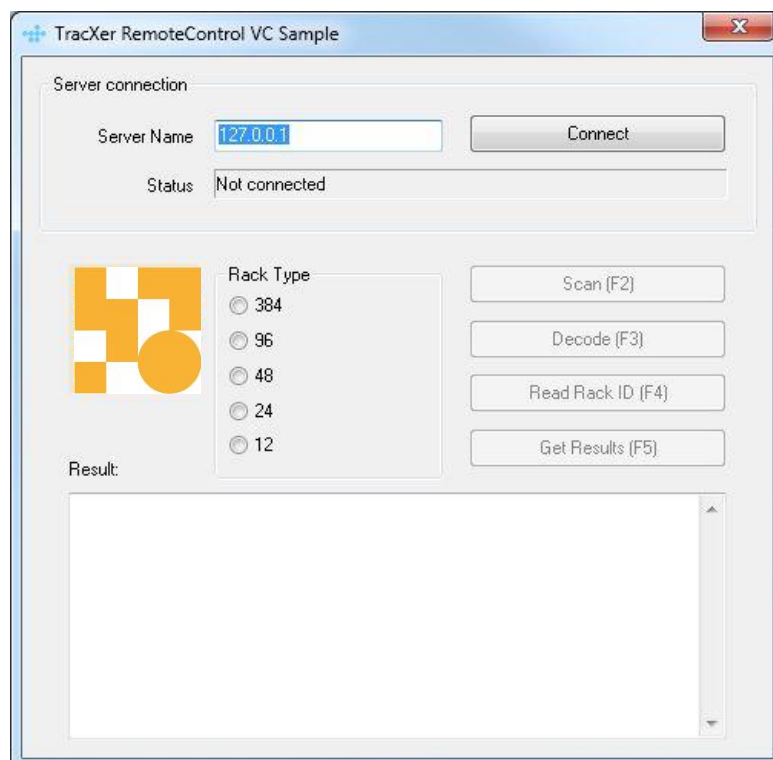 TracXer RemoteControl VC Sample
Server connection
Server Name 127.0.0.1 Connect
Status Not connected
Rack Type
384
96
48
24
12
Scan (F2)
Decode (F3)
Read Rack ID (F4)
Get Results (F5)
Result: